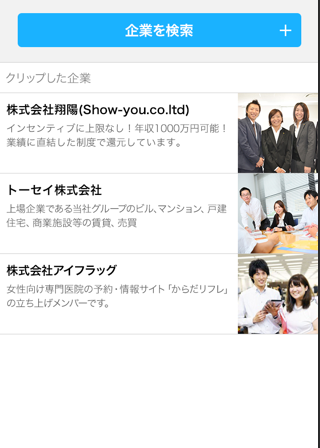 企業を検索
クリップした企業
株式会社翔陽(Show-you.co.ltd)
インセンティブに上限なし！年収1000万円可能！
業績に直結した制度で還元しています。
トーセイ株式会社
上場企業である当社グループのビル、マンション、戸建
住宅、商業施設等の賃貸、売買
株式会社アイフラッグ
女性向け専門医院の予約・情報サイト「からだリフレ」
の立ち上げメンバーです。